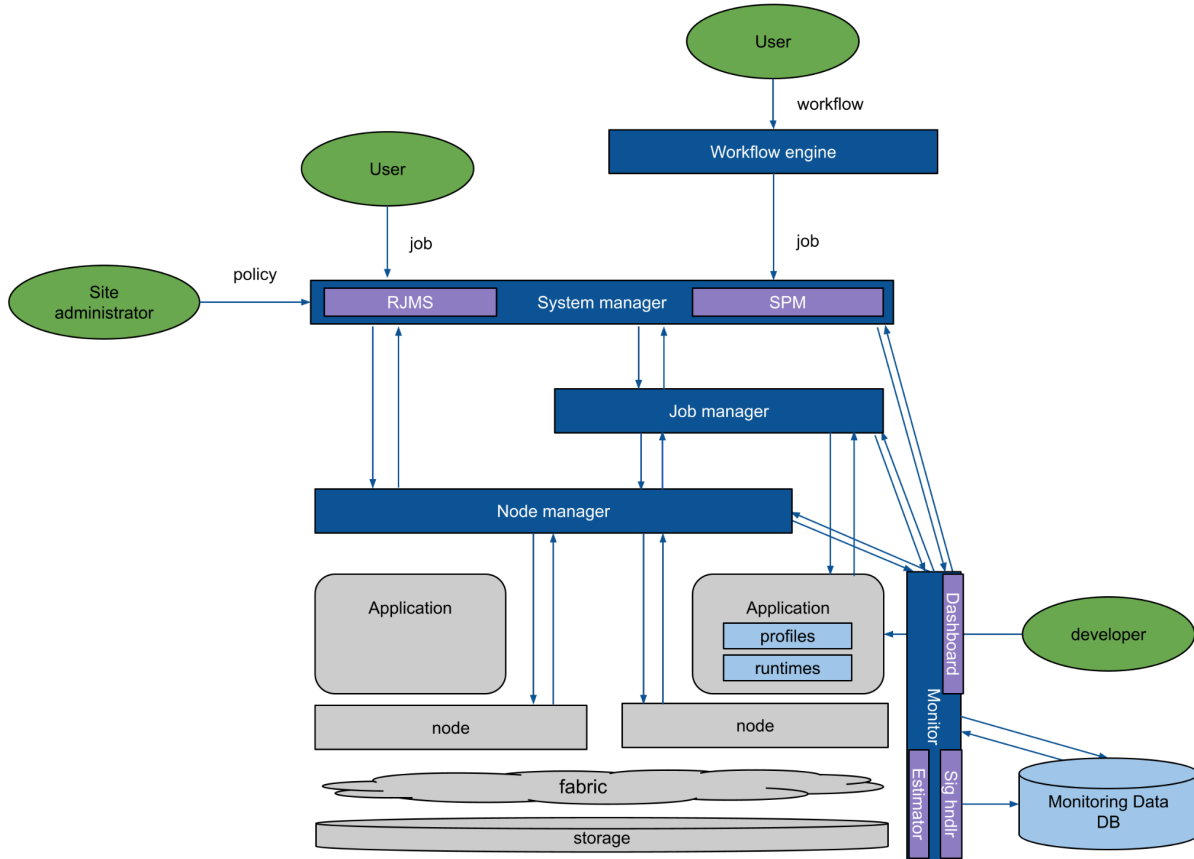 User
workflow
Workflow engine
User
job
job
policy
Site
administrator
RJMS
System manager
SPM
Job manager
Node manager
Application
Application
profiles
runtimes
Dashboard
developer
Monitor
node
node
fabric
storage
Estimator
Sig hndlr
Monitoring Data
DB